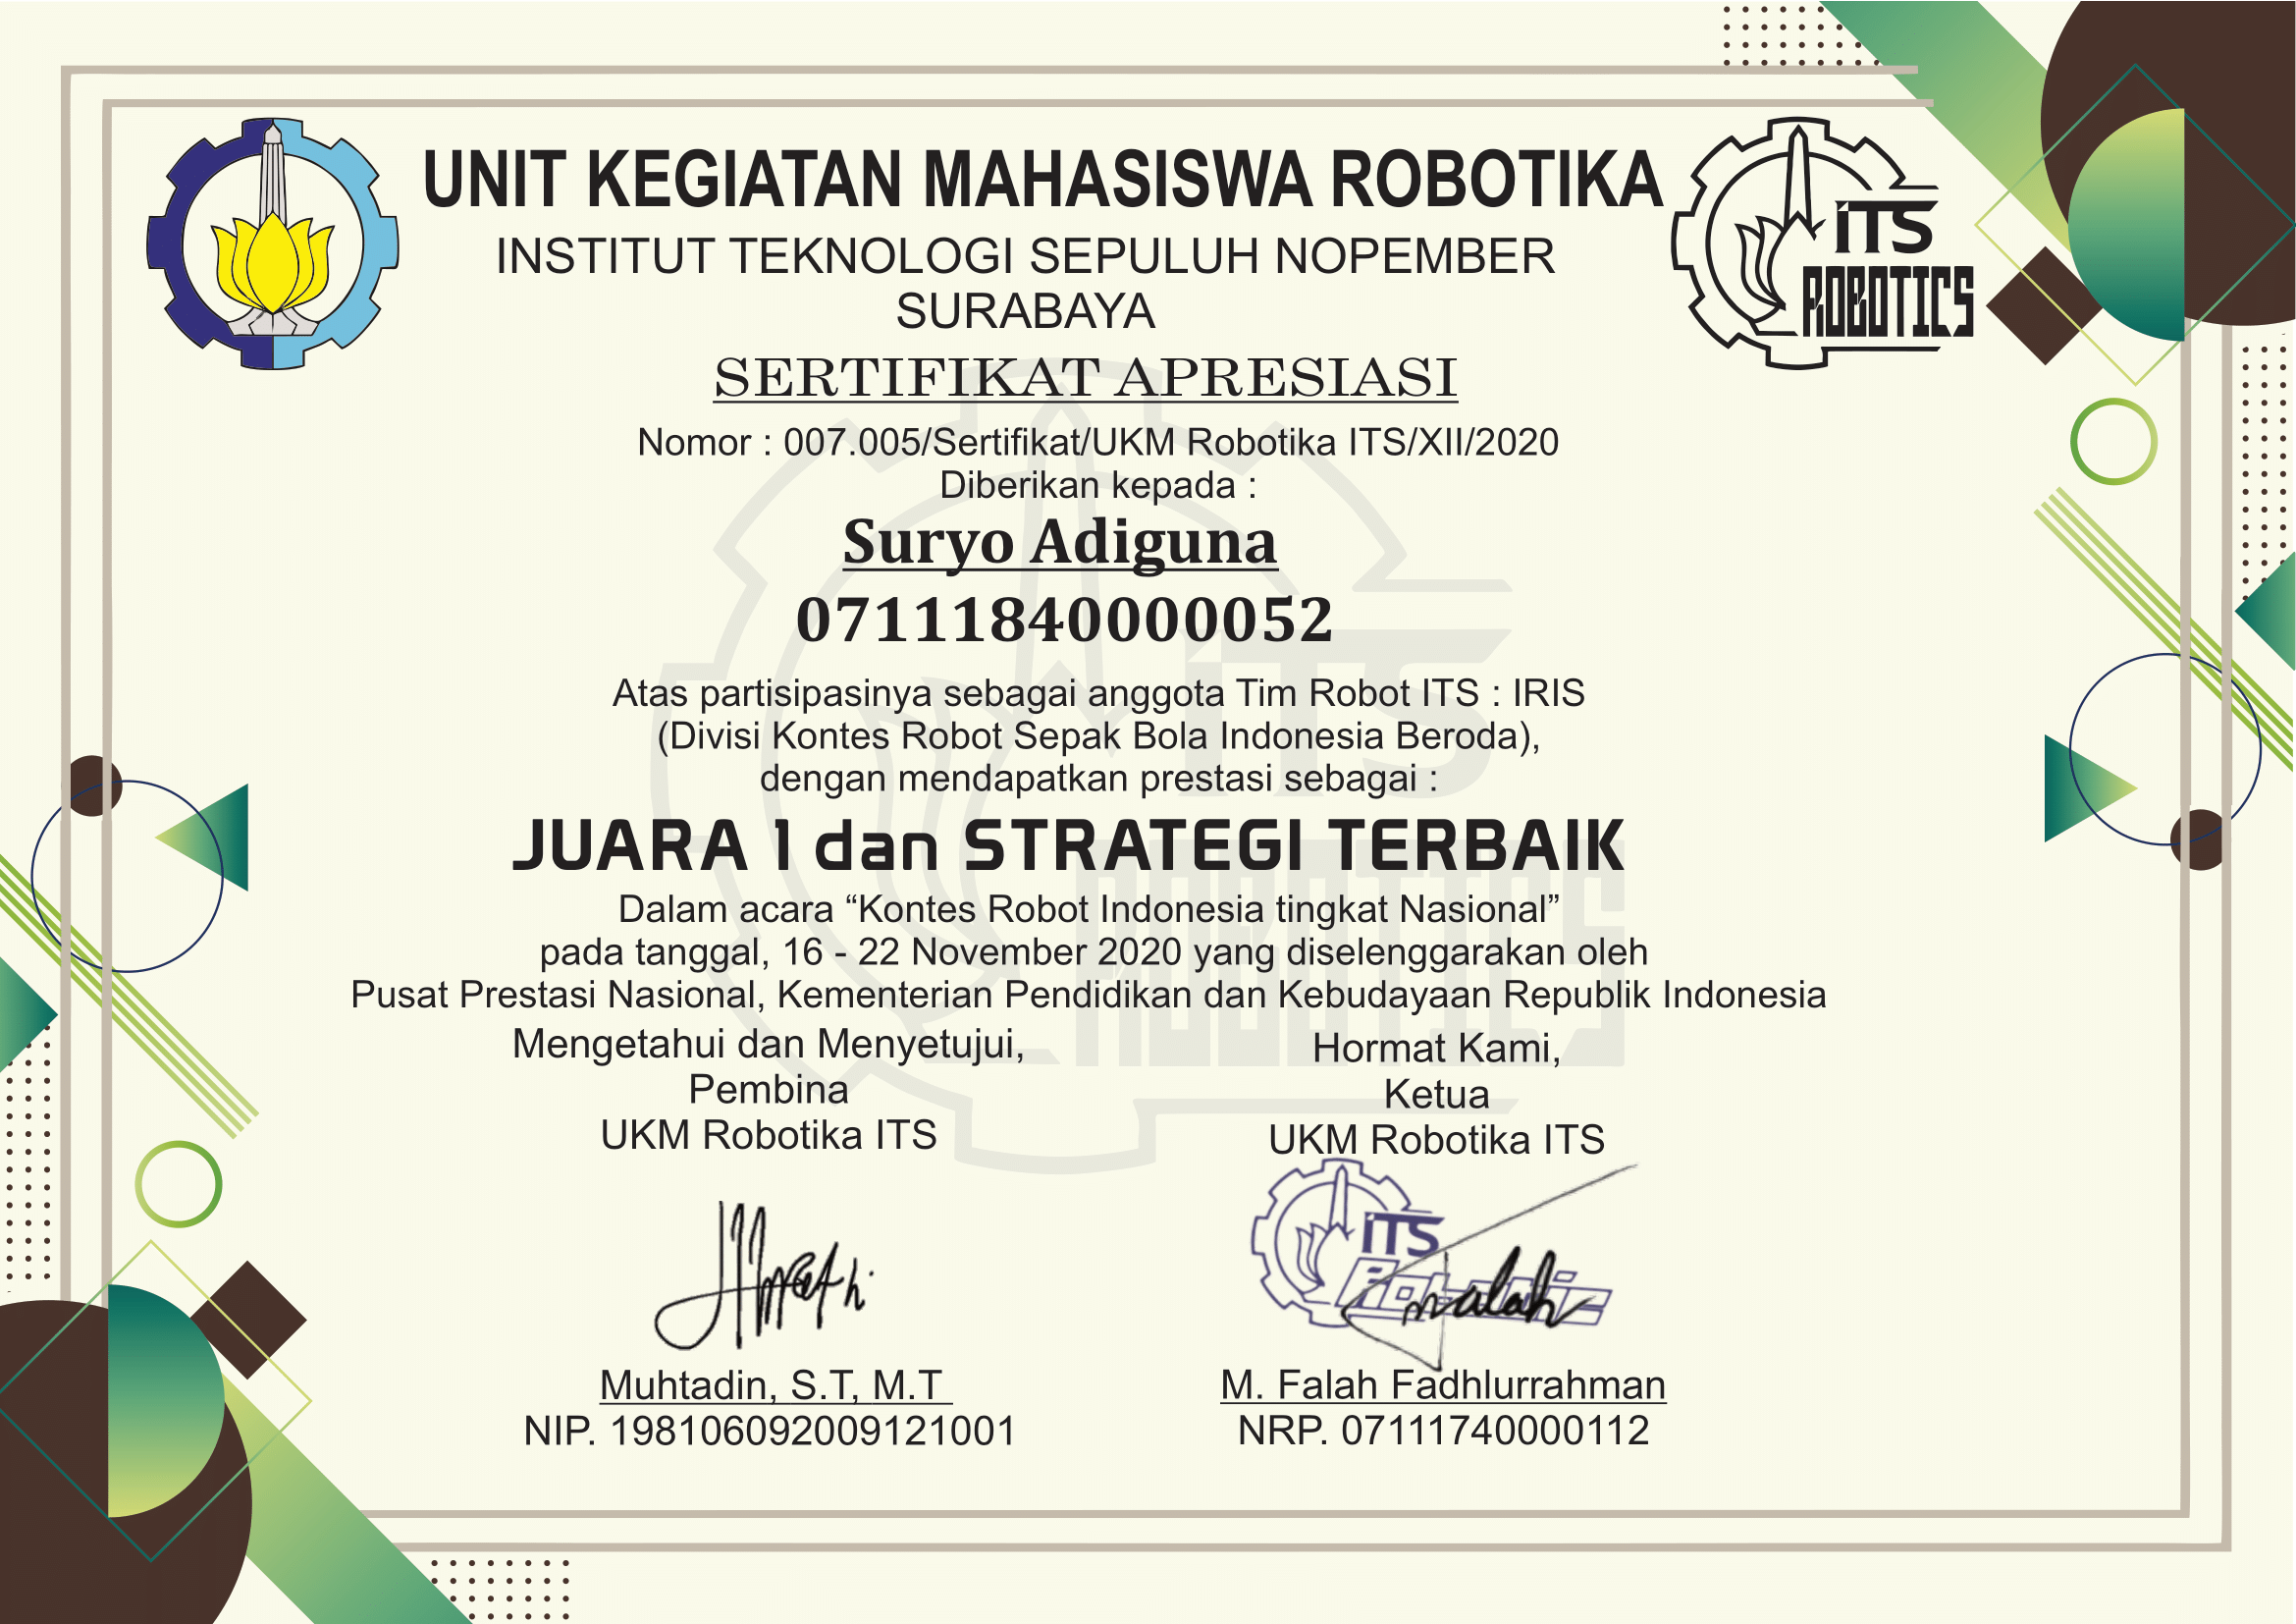 UNIT KEGIATAN MAHASISWA ROBOTIKA
INSTITUT TEKNOLOGI SEPULUH NOPEMBER
SURABAYA
ITS
ROBOTICS
SERTIFIKAT APRESIASI
Nomor : 007.005/Sertifikat/UKM Robotika ITS/XII/2020
Diberikan kepada :
Suryo Adiguna
07111840000052
Atas partisipasinya sebagai anggota Tim Robot ITS : IRIS
(Divisi Kontes Robot Sepak Bola Indonesia Beroda),
dengan mendapatkan prestasi sebagai :
JUARA 1 dan STRATEGI TERBAIK
Dalam acara “Kontes Robot Indonesia tingkat Nasional”
pada tanggal, 16 - 22 November 2020 yang diselenggarakan oleh
Pusat Prestasi Nasional, Kementerian Pendidikan dan Kebudayaan Republik Indonesia
Mengetahui dan Menyetujui,
Pembina
UKM Robotika ITS
Muhtadin, S.T, M.T
NIP. 198106092009121001
Hormat Kami,
Ketua
UKM Robotika ITS
ITS
M. Falah Fadhlurrahman
NRP. 07111740000112